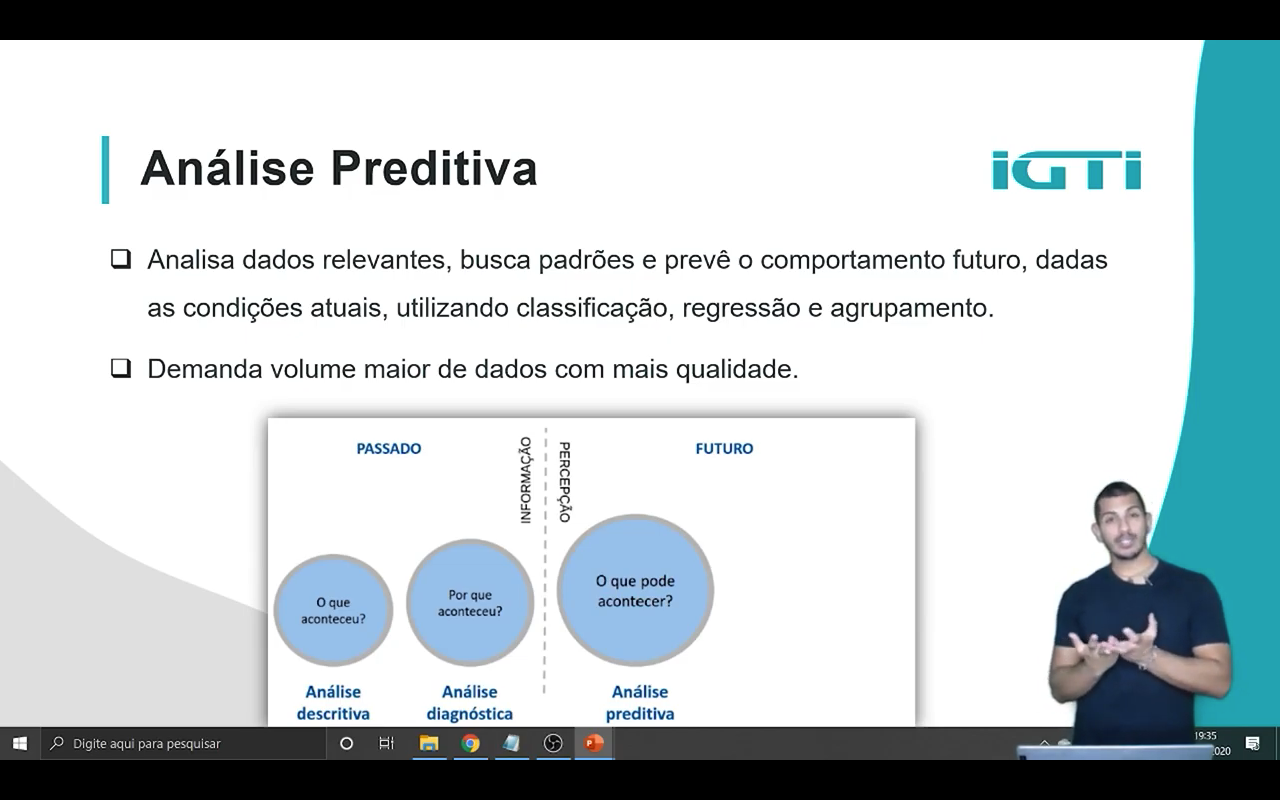 Análise Preditiva
iGTi
❑ Analisa dados relevantes, busca padrões e prevê o comportamento futuro, dadas
as condições atuais, utilizando classificação, regressão e agrupamento.
❑ Demanda volume maior de dados com mais qualidade.
PASSADO
INFORMAÇÃO
PERCEPÇÃO
FUTURO
O que
aconteceu?
Por que
aconteceu?
O que pode
acontecer?
Análise
descritiva
Análise
diagnóstica
Análise
preditiva
Digite aqui para pesquisar
19:35
2020